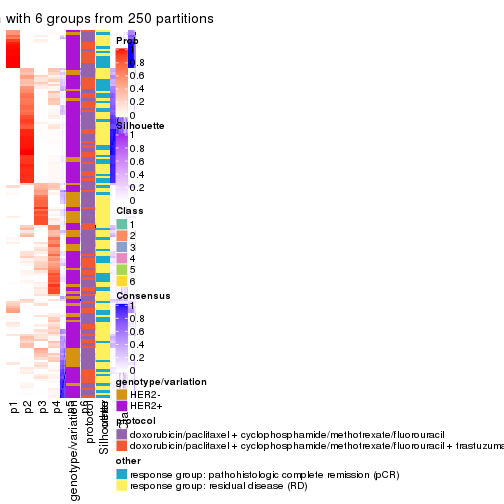 with 6 groups from 250 partitions
Prob
1
0.8
0.6
0.4
0.2
0
Silhouette
1
0.8
0.6
0.4
0.2
0
Class
1
2
3
4
5
6
Consensus
1
0.8
0.6
0.4
0.2
0
genotype/variation
HER2-
HER2+
protocol
doxorubicin/paclitaxel + cyclophosphamide/methotrexate/fluorouracil
doxorubicin/paclitaxel + cyclophosphamide/methotrexate/fluorouracil + trastuzuma
other
response group: pathohistologic complete remission (pCR)
response group: residual disease (RD)
p1
p2
p3
p4
genotype/variation
protocol
Silhouette